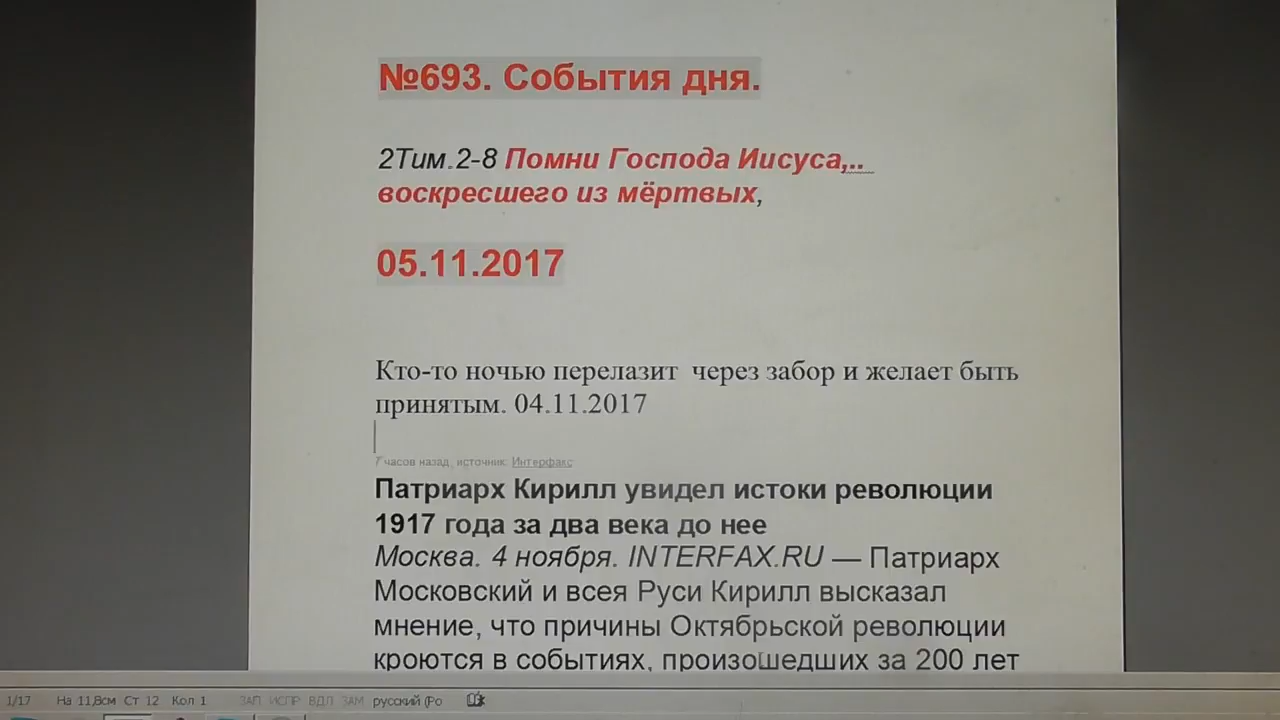 №693. События дня.
2Тим.2-8 Помни Господа Иисуса,..
воскресшего из мёртвых,
05.11.2017
Кто-то ночью перелазит через забор и желает быть
принятым. 04.11.2017
7 часов назад, источник: Интерфакс
Патриарх Кирилл увидел истоки революции
1917 года за два века до нее
Москва. 4 ноября. INTERFAX.RU — Патриарх
Московский и всея Руси Кирилл высказал
мнение, что причины Октябрьской революции
кроются в событиях, произошедших за 200 лет
1/17 На 11,8см Ст 12 Кол 1 ЗАП ИСПР ВДЛ ЗАМ русский (Ро